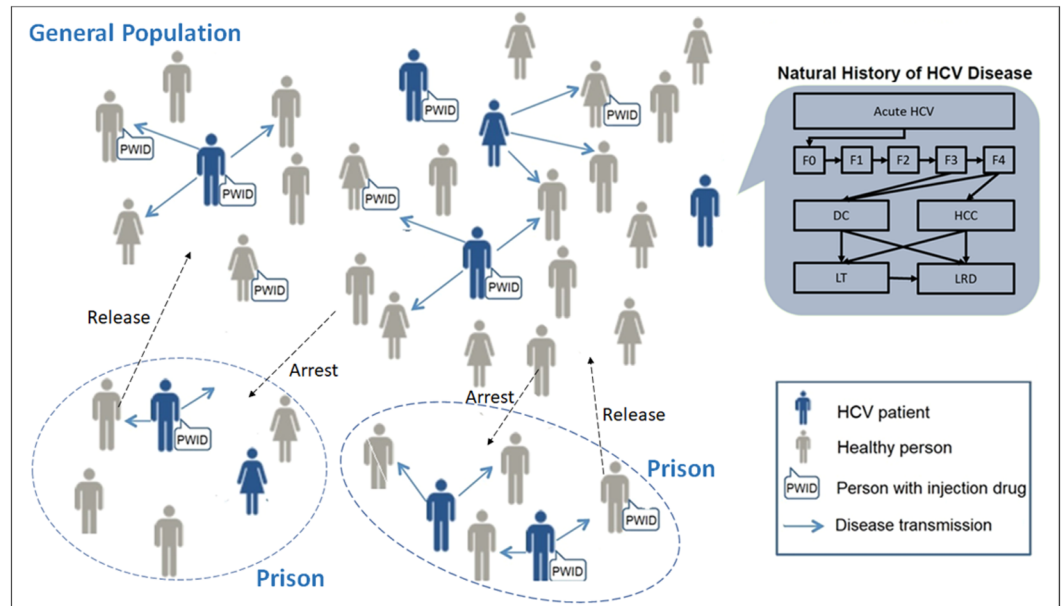 General Population
PWID
PWID
PWID
PWID
PWID
PWID
PWID
Natural History of HCV Disease
Acute HCV
F0
F1
F2
F3
F4
DC
HCC
LT
LRD
Release
Arrest
Arrest
Release
PWID
Prison
PWID
PWID
Prison
HCV patient
Healthy person
PWID
Person with injection drug
Disease transmission